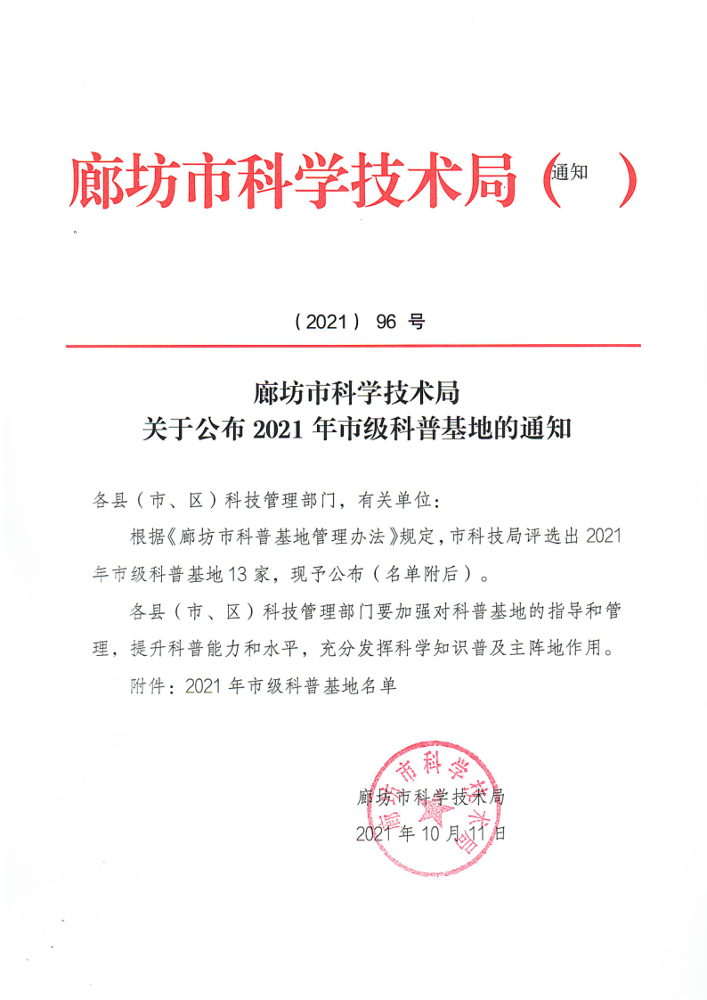 廊坊市科学技术局（通知）
（2021） 96 号
廊坊市科学技术局
关于公布 2021 年市级科普基地的通知
各县（市、区）科技管理部门，有关单位：
根据《廊坊市科普基地管理办法》规定，市科技局评选出 2021
年市级科普基地 13 家，现予公布（名单附后）。
各县（市、区）科技管理部门要加强对科普基地的指导和管
理，提升科普能力和水平，充分发挥科学知识普及主阵地作用。
附件：2021 年市级科普基地名单
廊坊市科学技术局
2021 年 10 月 11 日
廊坊市科学技术局